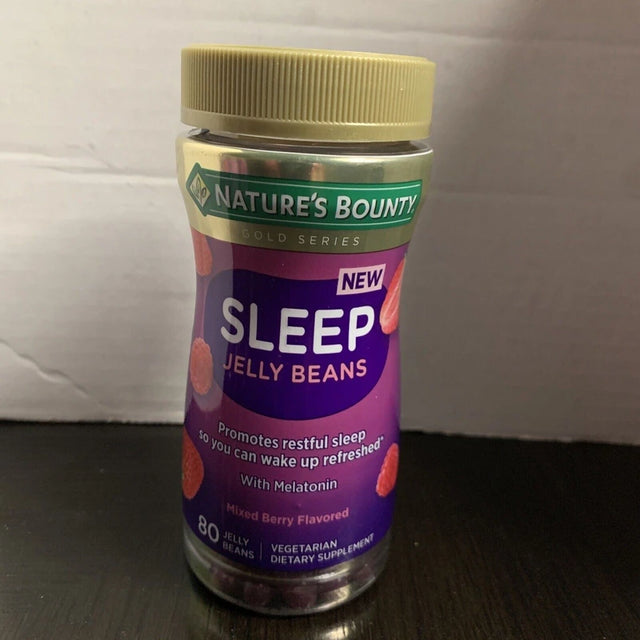 NATURE'S BOUNTY
GOLD SERIES
NEW
SLEEP
JELLY BEANS
Promotes restful sleep
so you can wake up refreshed*
With Melatonin
Mixed Berry Flavored
80 JELLY BEANS
VEGETARIAN
DIETARY SUPPLEMENT